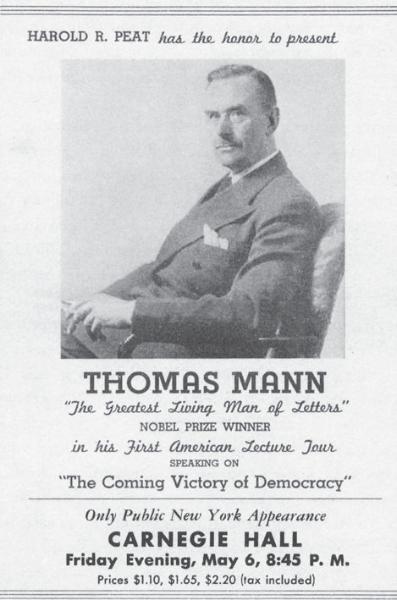 HAROLD R. PEAT has the honor to present
THOMAS MANN
"The Greatest Living Man of Letters"
NOBEL PRIZE WINNER
in his First American Lecture Tour
SPEAKING ON
"The Coming Victory of Democracy"
Only Public New York Appearance
CARNEGIE HALL
Friday Evening, May 6, 8:45 P. M.
Prices $1.10, $1.65, $2.20 (tax included)